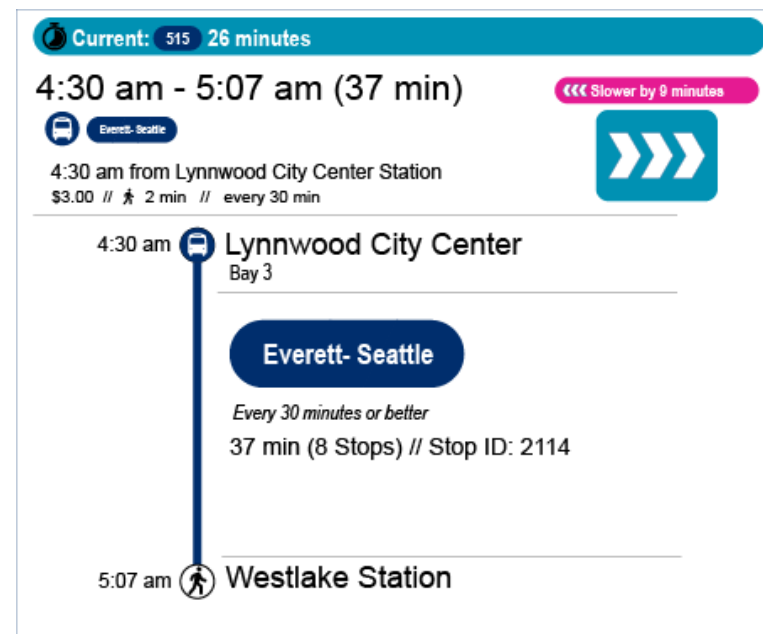 Current: 515 26 minutes
4:30 am - 5:07 am (37 min)
Slower by 9 minutes
Everett- Seattle
4:30 am from Lynnwood City Center Station
$3.00 // 2 min // every 30 min
4:30 am Lynnwood City Center
Bay 3
Everett- Seattle
Every 30 minutes or better
37 min (8 Stops) // Stop ID: 2114
5:07 am Westlake Station